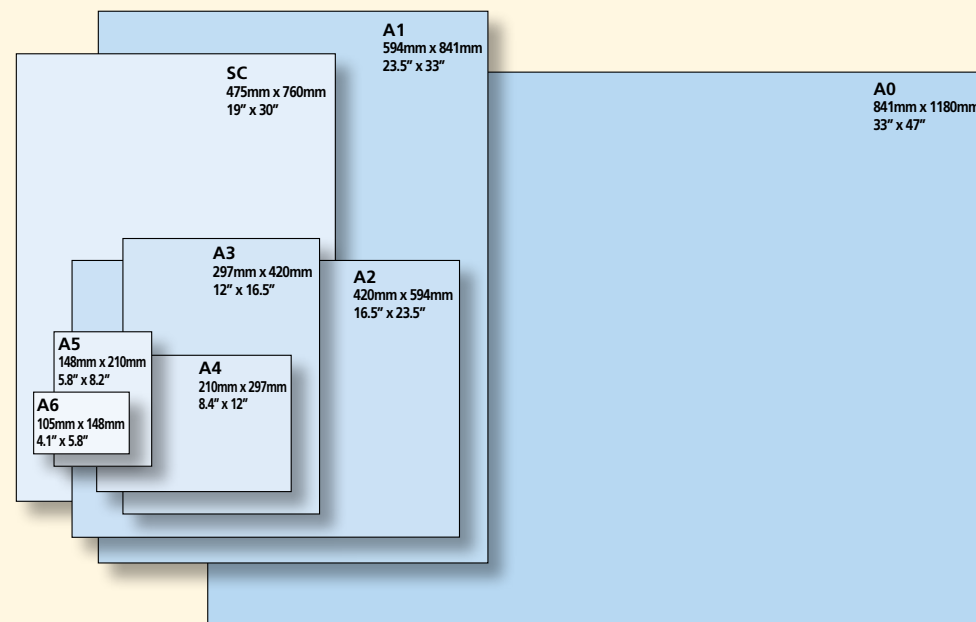 A1
594mm x 841mm
23.5” x 33”
SC
475mm x 760mm
19” x 30”
A0
841mm x 1180mm
33” x 47”
A3
297mm x 420mm
12” x 16.5”
A2
420mm x 594mm
16.5” x 23.5”
A5
148mm x 210mm
5.8” x 8.2”
A4
210mm x 297mm
8.4” x 12”
A6
105mm x 148mm
4.1” x 5.8”